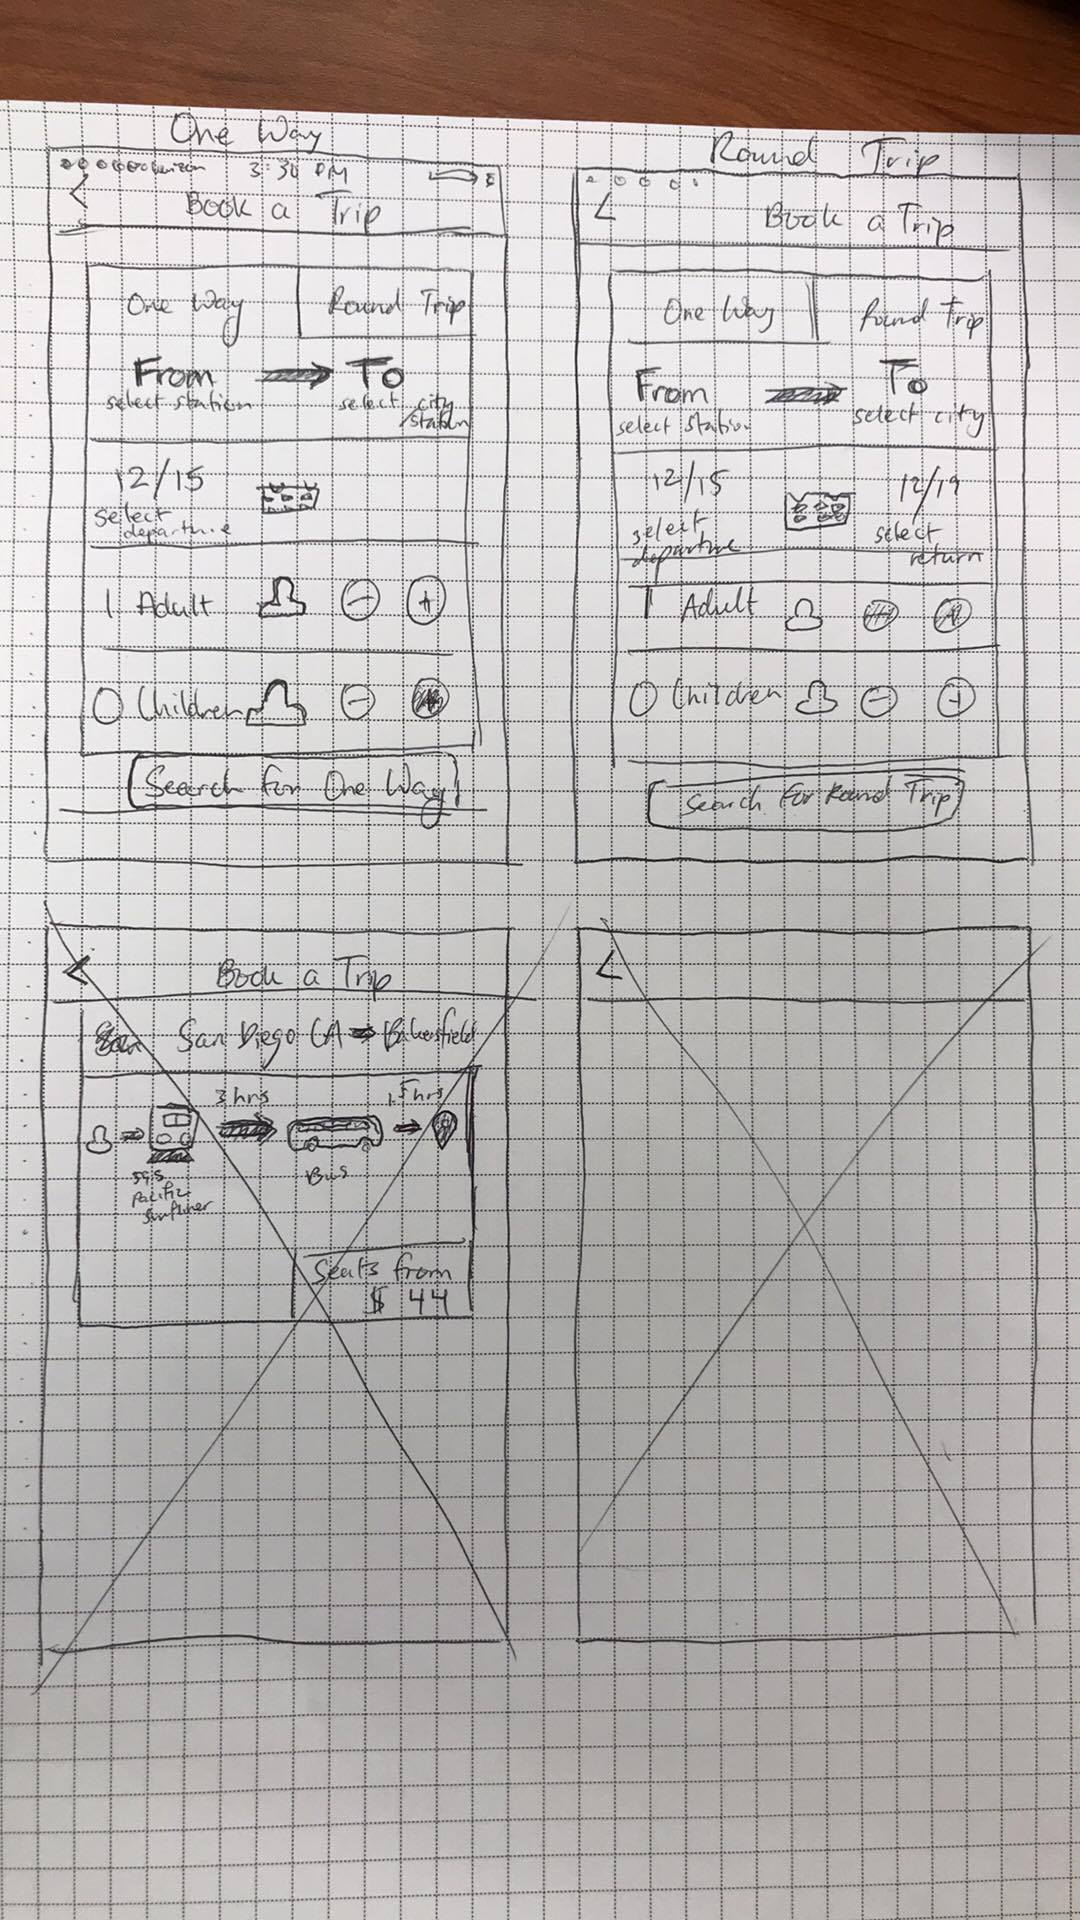 One Way
Verizon 3:30 PM
<
Book a Trip
One Way Round Trip
From To
select station select city
/station
12/15
select
departure
1 Adult - +
0 Children -
Search for One Way
Round Trip
<
Book a Trip
One Way Round Trip
From To
select station select city
12/15 12/19
select select
departure return
1 Adult
0 Children - +
Search for Round Trip
<
Book a Trip
San Diego CA Bakersfield
3 hrs 1.5 hrs
Bus
595
Pacific
Surfliner
Seats from
$ 44
<